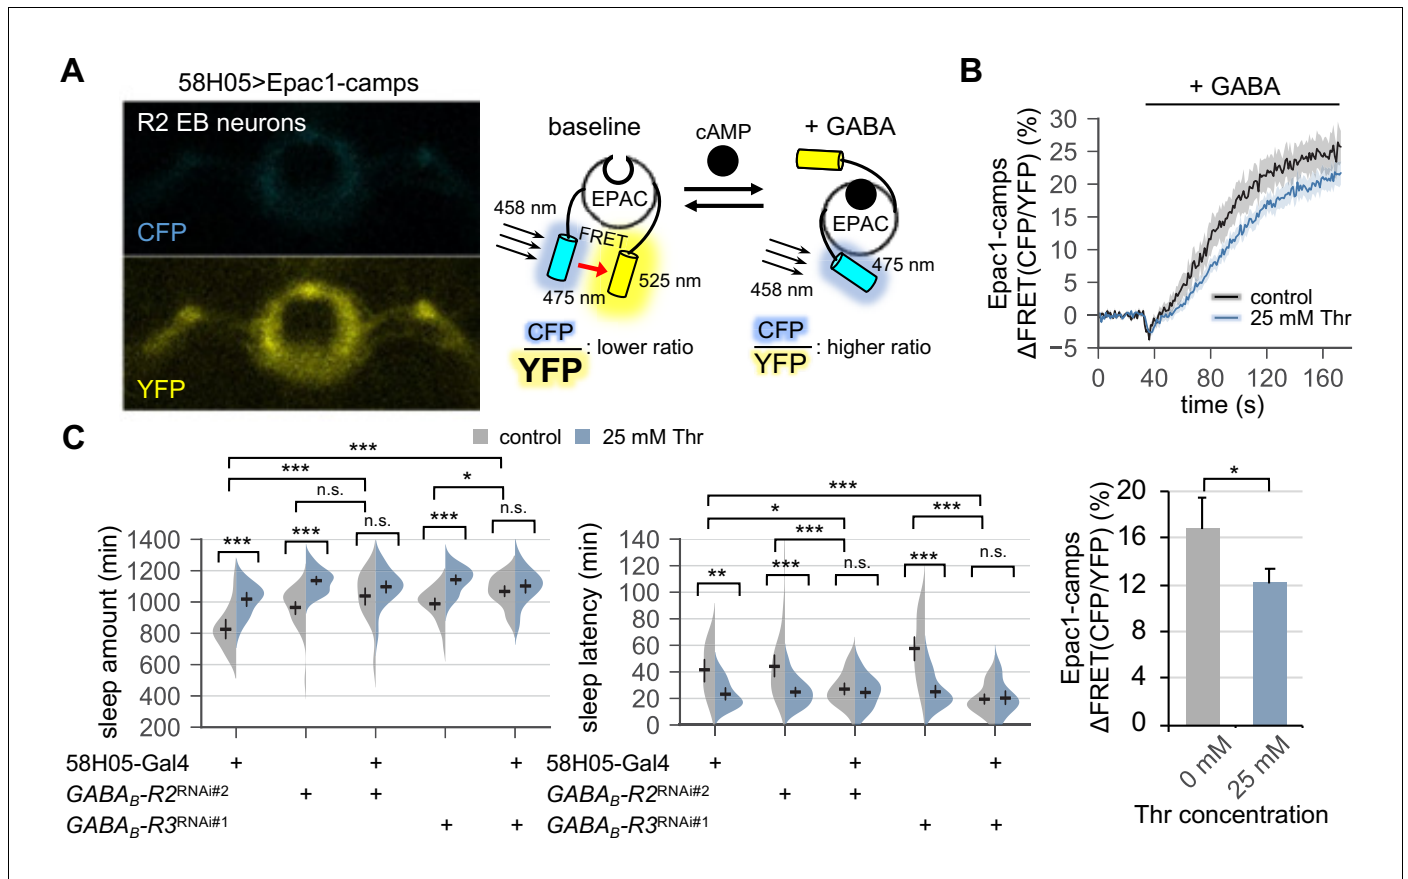 A
58H05>Epac1-camps
R2 EB neurons
CFP
YFP
baseline
cAMP
+ GABA
EPAC
EPAC
458 nm
FRET
475 nm
525 nm
458 nm
475 nm
CFP
YFP
: lower ratio
CFP
YFP
: higher ratio
B
+ GABA
Epac1-camps
ΔFRET(CFP/YFP) (%)
30
25
20
15
10
5
0
−5
control
25 mM Thr
0 40 80 120 160
time (s)
C
control 25 mM Thr
***
***
n.s.
*
***
***
n.s.
***
n.s.
sleep amount (min)
1400
1200
1000
800
600
400
200
58H05-Gal4 + + +
GABAB-R2RNAi#2 + +
GABAB-R3RNAi#1 + +
***
*
***
***
**
***
n.s.
***
n.s.
sleep latency (min)
140
120
100
80
60
40
20
0
58H05-Gal4 + + +
GABAB-R2RNAi#2 + +
GABAB-R3RNAi#1 + +
*
Epac1-camps
ΔFRET(CFP/YFP) (%)
20
16
12
8
4
0
0 mM 25 mM
Thr concentration